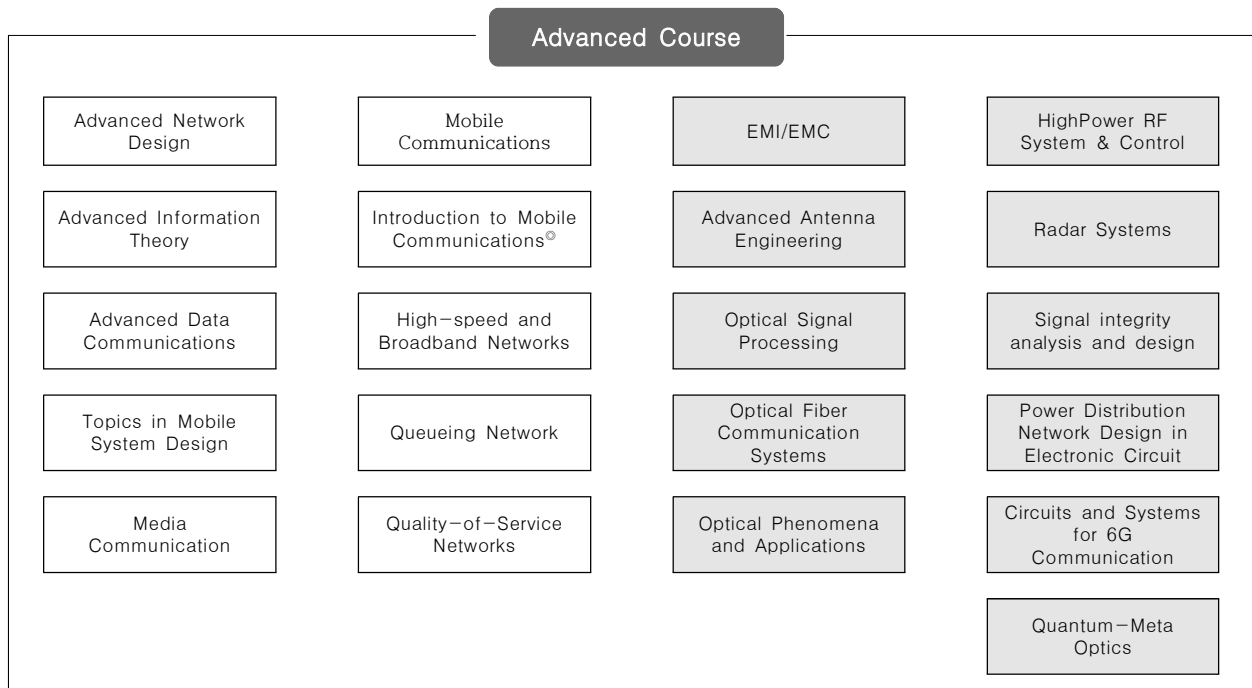 Advanced Course
Advanced Network
Design
Mobile
Communications
EMI/EMC
HighPower RF
System & Control
Advanced Information
Theory
Introduction to Mobile
Communications◎
Advanced Antenna
Engineering
Radar Systems
Advanced Data
Communications
High-speed and
Broadband Networks
Optical Signal
Processing
Signal integrity
analysis and design
Topics in Mobile
System Design
Queueing Network
Optical Fiber
Communication
Systems
Power Distribution
Network Design in
Electronic Circuit
Media
Communication
Quality-of-Service
Networks
Optical Phenomena
and Applications
Circuits and Systems
for 6G
Communication
Quantum-Meta
Optics